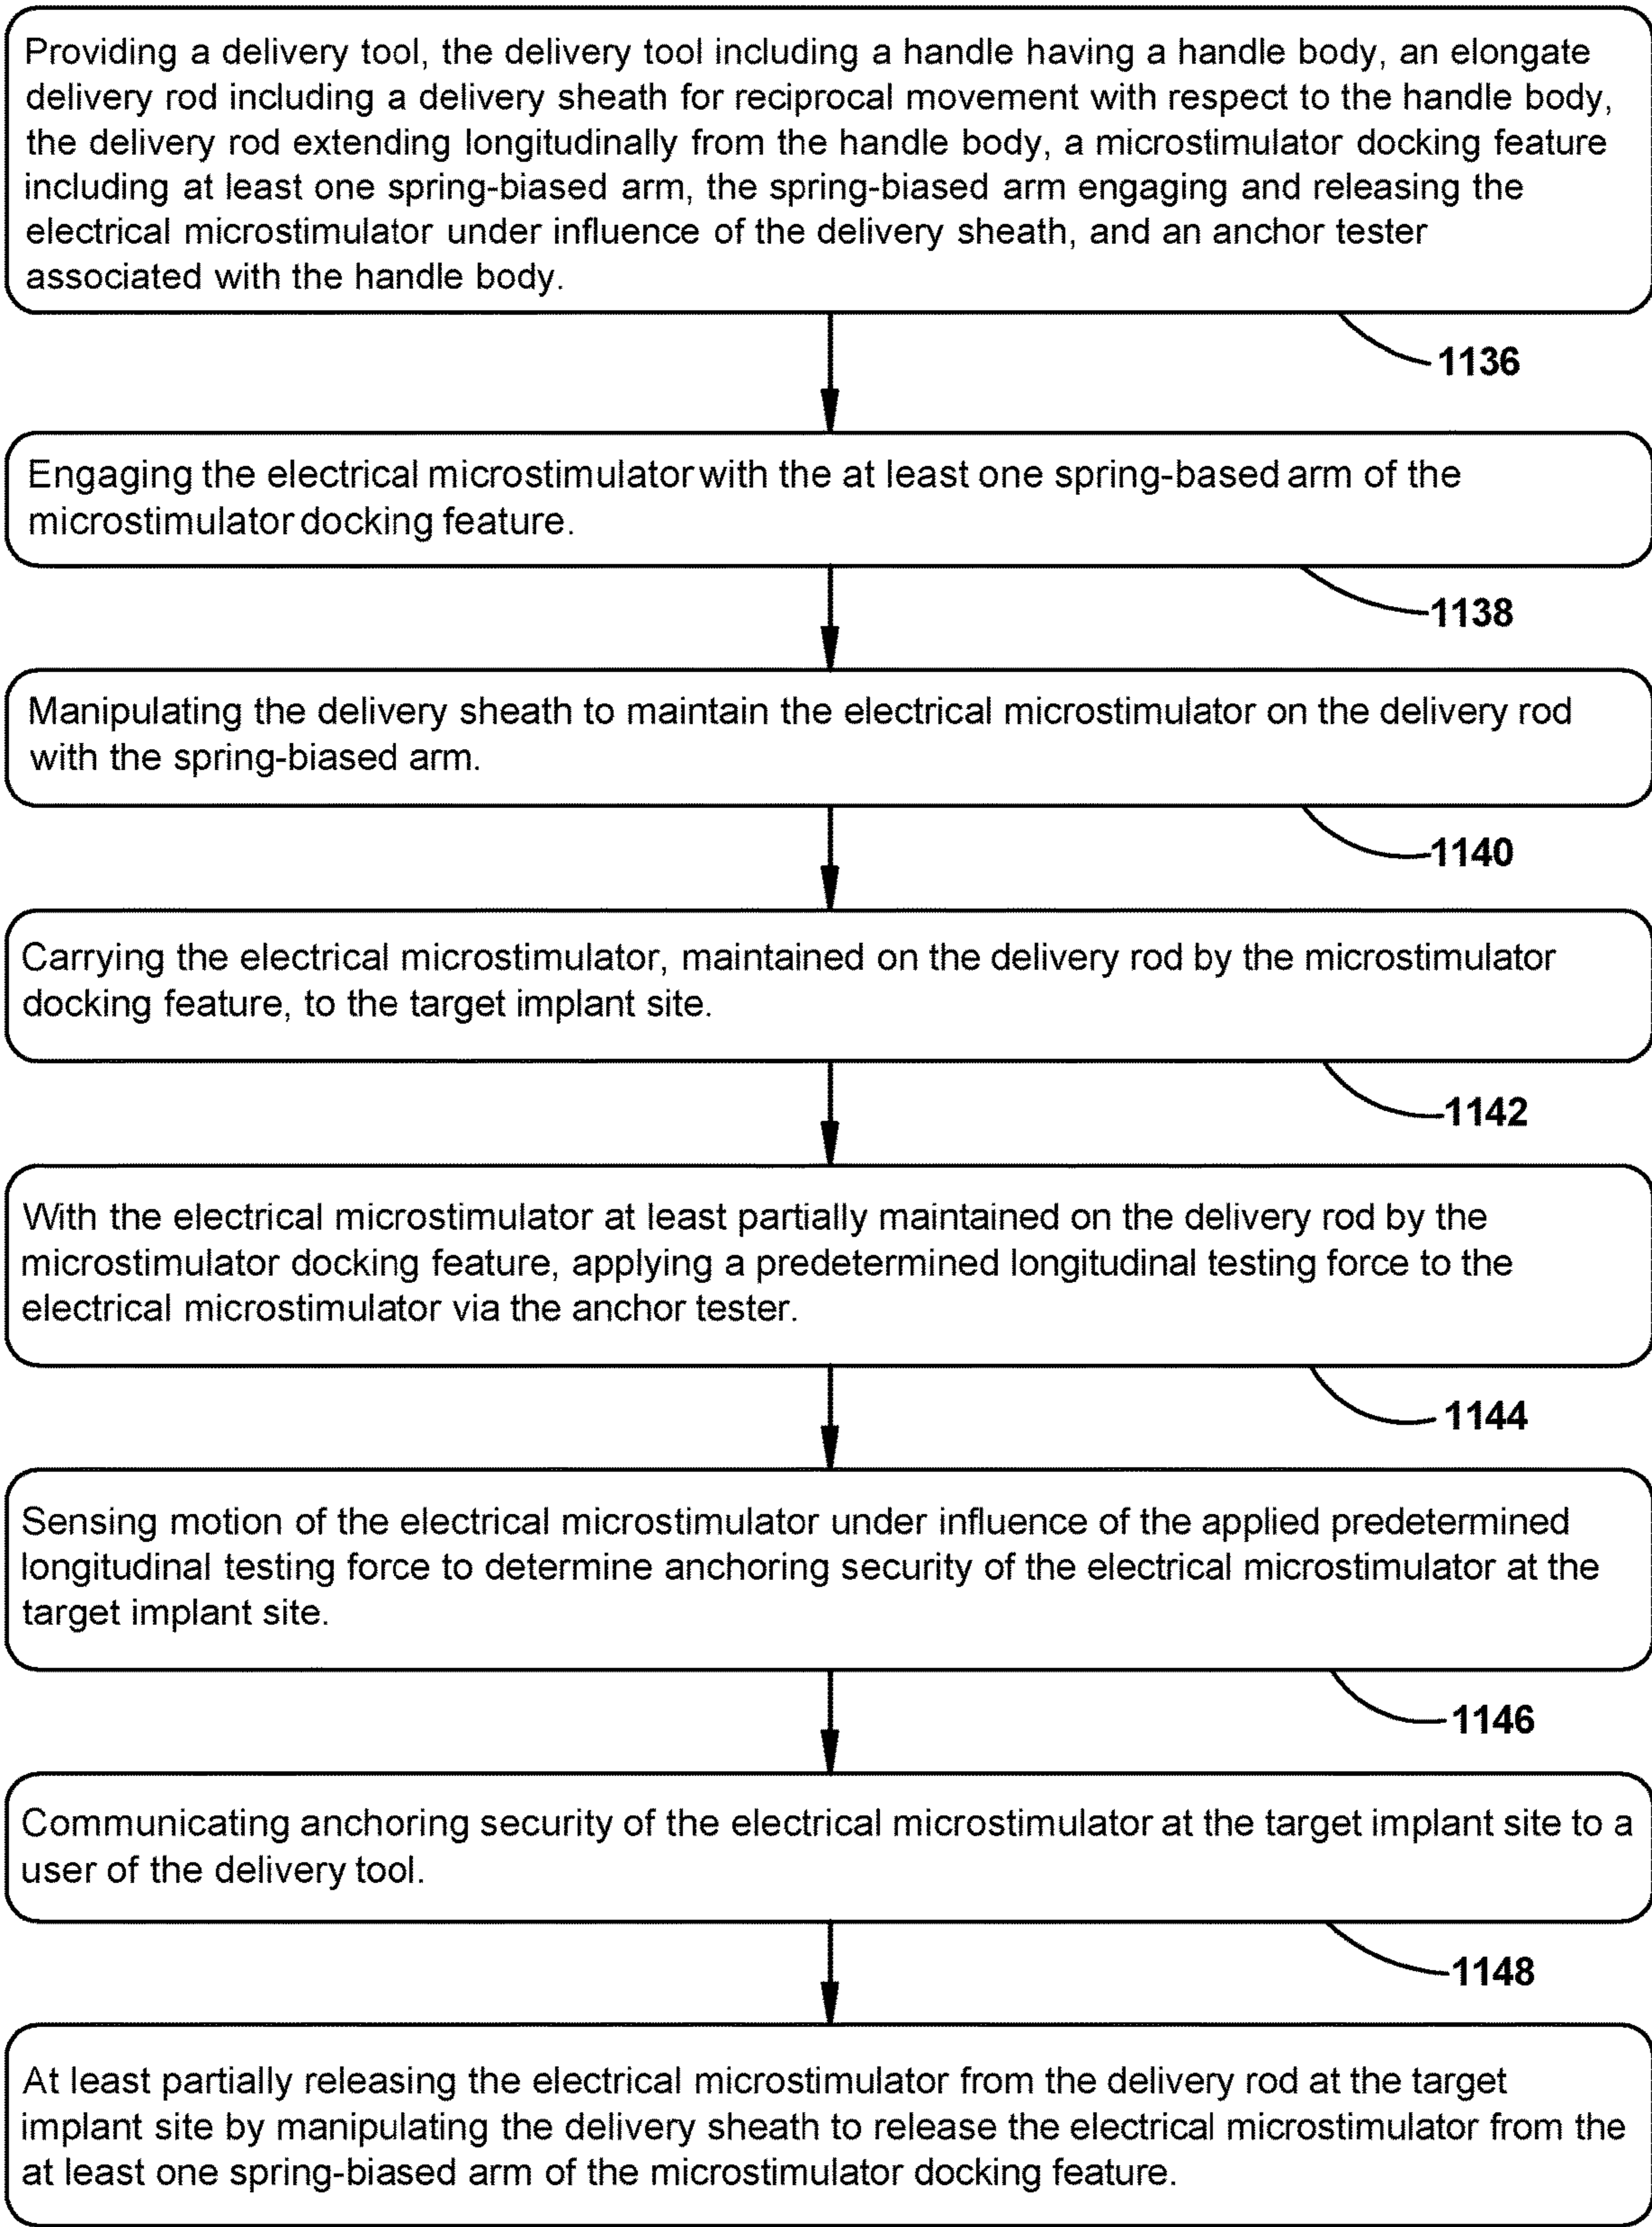 Providing a delivery tool, the delivery tool including a handle having a handle body, an elongate
delivery rod including a delivery sheath for reciprocal movement with respect to the handle body,
the delivery rod extending longitudinally from the handle body, a microstimulator docking feature
including at least one spring-biased arm, the spring-biased arm engaging and releasing the
electrical microstimulator under influence of the delivery sheath, and an anchor tester
associated with the handle body.
1136
Engaging the electrical microstimulator with the at least one spring-based arm of the
microstimulator docking feature.
1138
Manipulating the delivery sheath to maintain the electrical microstimulator on the delivery rod
with the spring-biased arm.
1140
Carrying the electrical microstimulator, maintained on the delivery rod by the microstimulator
docking feature, to the target implant site.
1142
With the electrical microstimulator at least partially maintained on the delivery rod by the
microstimulator docking feature, applying a predetermined longitudinal testing force to the
electrical microstimulator via the anchor tester.
1144
Sensing motion of the electrical microstimulator under influence of the applied predetermined
longitudinal testing force to determine anchoring security of the electrical microstimulator at the
target implant site.
1146
Communicating anchoring security of the electrical microstimulator at the target implant site to a
user of the delivery tool.
1148
At least partially releasing the electrical microstimulator from the delivery rod at the target
implant site by manipulating the delivery sheath to release the electrical microstimulator from the
at least one spring-biased arm of the microstimulator docking feature.